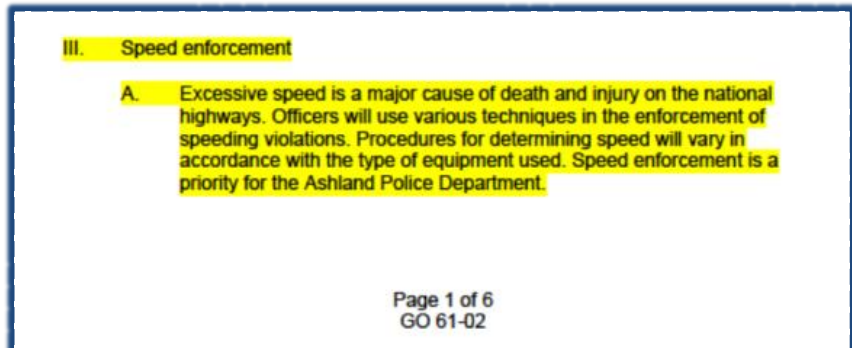 III. Speed enforcement
A. Excessive speed is a major cause of death and injury on the national
highways. Officers will use various techniques in the enforcement of
speeding violations. Procedures for determining speed will vary in
accordance with the type of equipment used. Speed enforcement is a
priority for the Ashland Police Department.
Page 1 of 6
GO 61-02